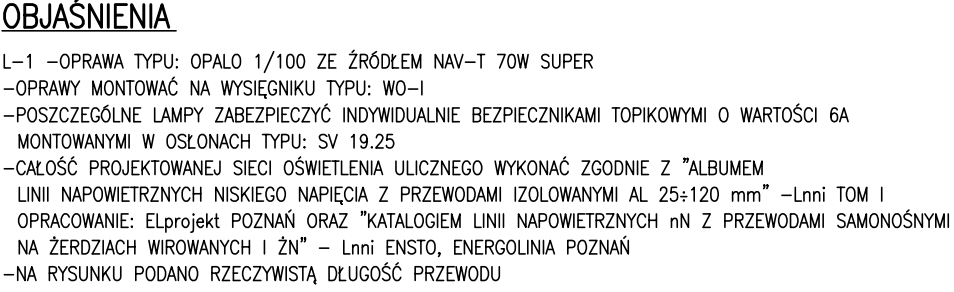 OBJAŚNIENIA
L-1 -OPRAWA TYPU: OPALO 1/100 ZE ŹRÓDŁEM NAV-T 70W SUPER
-OPRAWY MONTOWAĆ NA WYSIĘGNIKU TYPU: WO-I
-POSZCZEGÓLNE LAMPY ZABEZPIECZYĆ INDYWIDUALNIE BEZPIECZNIKAMI TOPIKOWYMI O WARTOŚCI 6A
MONTOWANYMI W OSŁONACH TYPU: SV 19.25
-CAŁOŚĆ PROJEKTOWANEJ SIECI OŚWIETLENIA ULICZNEGO WYKONAĆ ZGODNIE Z "ALBUMEM
LINII NAPOWIETRZNYCH NISKIEGO NAPIĘCIA Z PRZEWODAMI IZOLOWANYMI AL 25÷120 mm" -Lnni TOM I
OPRACOWANIE: ELprojekt POZNAŃ ORAZ "KATALOGIEM LINII NAPOWIETRZNYCH nN Z PRZEWODAMI SAMONOŚNYMI
NA ŻERDZIACH WIROWANYCH I ŻN" - Lnni ENSTO, ENERGOLINIA POZNAŃ
-NA RYSUNKU PODANO RZECZYWISTĄ DŁUGOŚĆ PRZEWODU